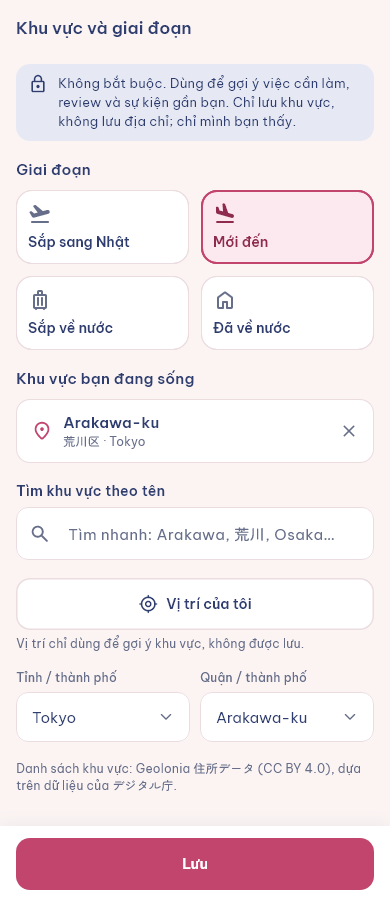 Khu vực và giai đoạn
Không bắt buộc. Dùng để gợi ý việc cần làm,
review và sự kiện gần bạn. Chỉ lưu khu vực,
không lưu địa chỉ; chỉ mình bạn thấy.
Giai đoạn
Sắp sang Nhật
Mới đến
Sắp về nước
Đã về nước
Khu vực bạn đang sống
Arakawa-ku
荒川区 · Tokyo
Tìm khu vực theo tên
Tìm nhanh: Arakawa, 荒川, Osaka…
Vị trí của tôi
Vị trí chỉ dùng để gợi ý khu vực, không được lưu.
Tỉnh / thành phố
Quận / thành phố
Tokyo
Arakawa-ku
Danh sách khu vực: Geolonia 住所データ (CC BY 4.0), dựa
trên dữ liệu của デジタル庁.
Lưu